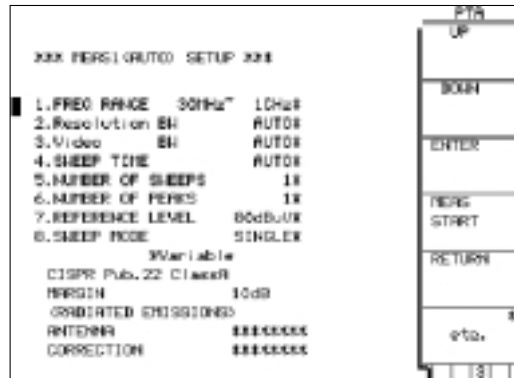 PTA
UP
*** MEAS1(AUTO) SETUP ***
DOWN
1.FREQ RANGE 30MHz~ 1GHz*
2.Resolution BW AUTO*
3.Video BW AUTO*
ENTER
4.SWEEP TIME AUTO*
5.NUMBER OF SWEEPS 1*
6.NUMBER OF PEAKS 1*
MEAS
START
7.REFERENCE LEVEL 80dBuV*
8.SWEEP MODE SINGLE*
*Variable
RETURN
CISPR Pub.22 ClassA
MARGIN 10dB
(RADIATED EMISSIONS)
ANTENNA ********
etc.
CORRECTION ********